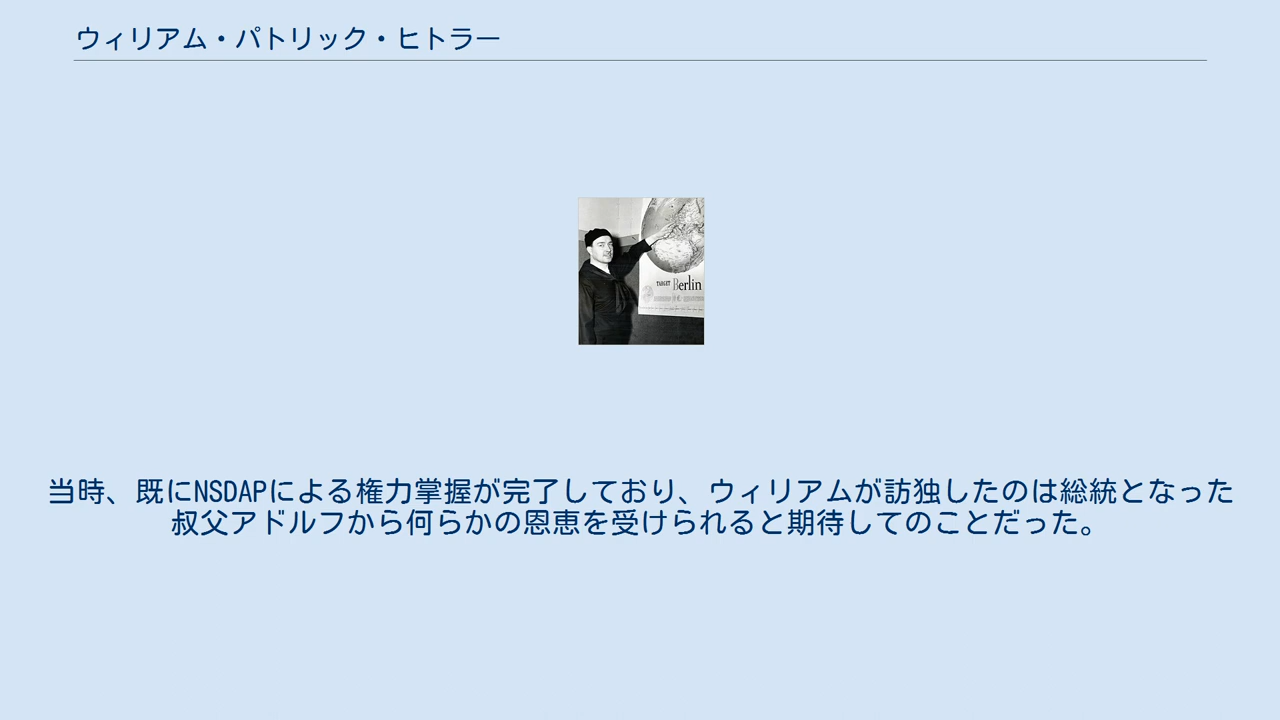 ウィリアム・パトリック・ヒトラー
TARGET Berlin
当時、既にNSDAPによる権力掌握が完了しており、ウィリアムが訪独したのは総統となった
叔父アドルフから何らかの恩恵を受けられると期待してのことだった。